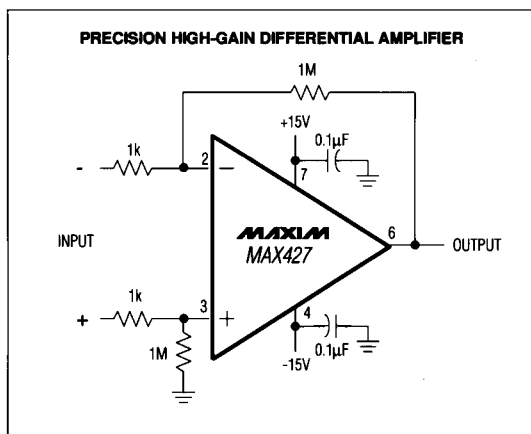 PRECISION HIGH-GAIN DIFFERENTIAL AMPLIFIER
1M
+15V
0.1µF
1k
2
7
-
−
INPUT
MAXIM
MAX427
6
OUTPUT
1k
3
4
+
+
1M
-15V
0.1µF